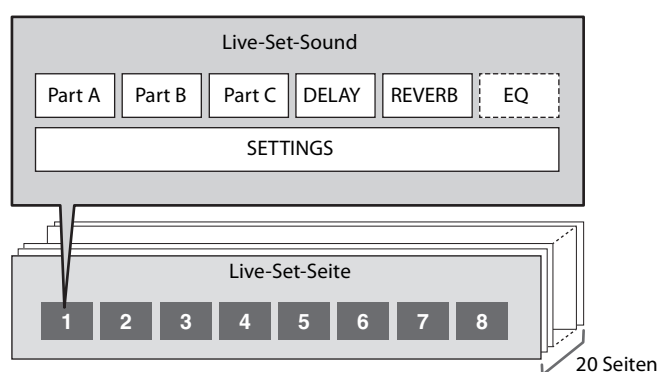 Live-Set-Sound
Part A Part B Part C DELAY REVERB EQ
SETTINGS
Live-Set-Seite
1 2 3 4 5 6 7 8
20 Seiten